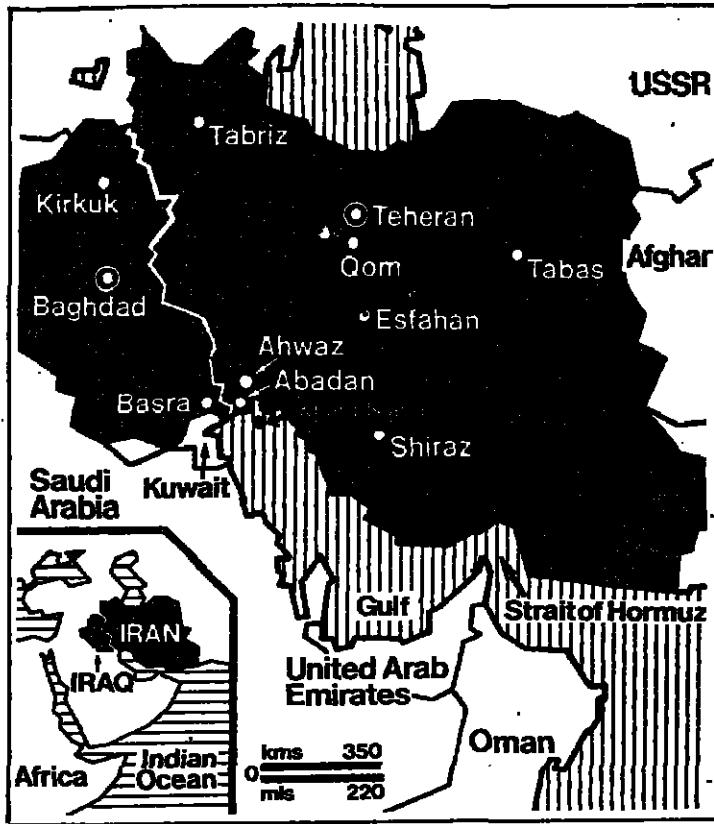 USSR
Tabriz
Kirkuk
Teheran
Qom
Tabas
Afghan
Baghdad
Esfahan
Ahwaz
Abadan
Basra
Shiraz
Kuwait
Saudi
Arabia
Gulf
Strait of Hormuz
United Arab
Emirates
Oman
IRAN
IRAQ
Africa
Indian
Ocean
kms 350
0
mls 220